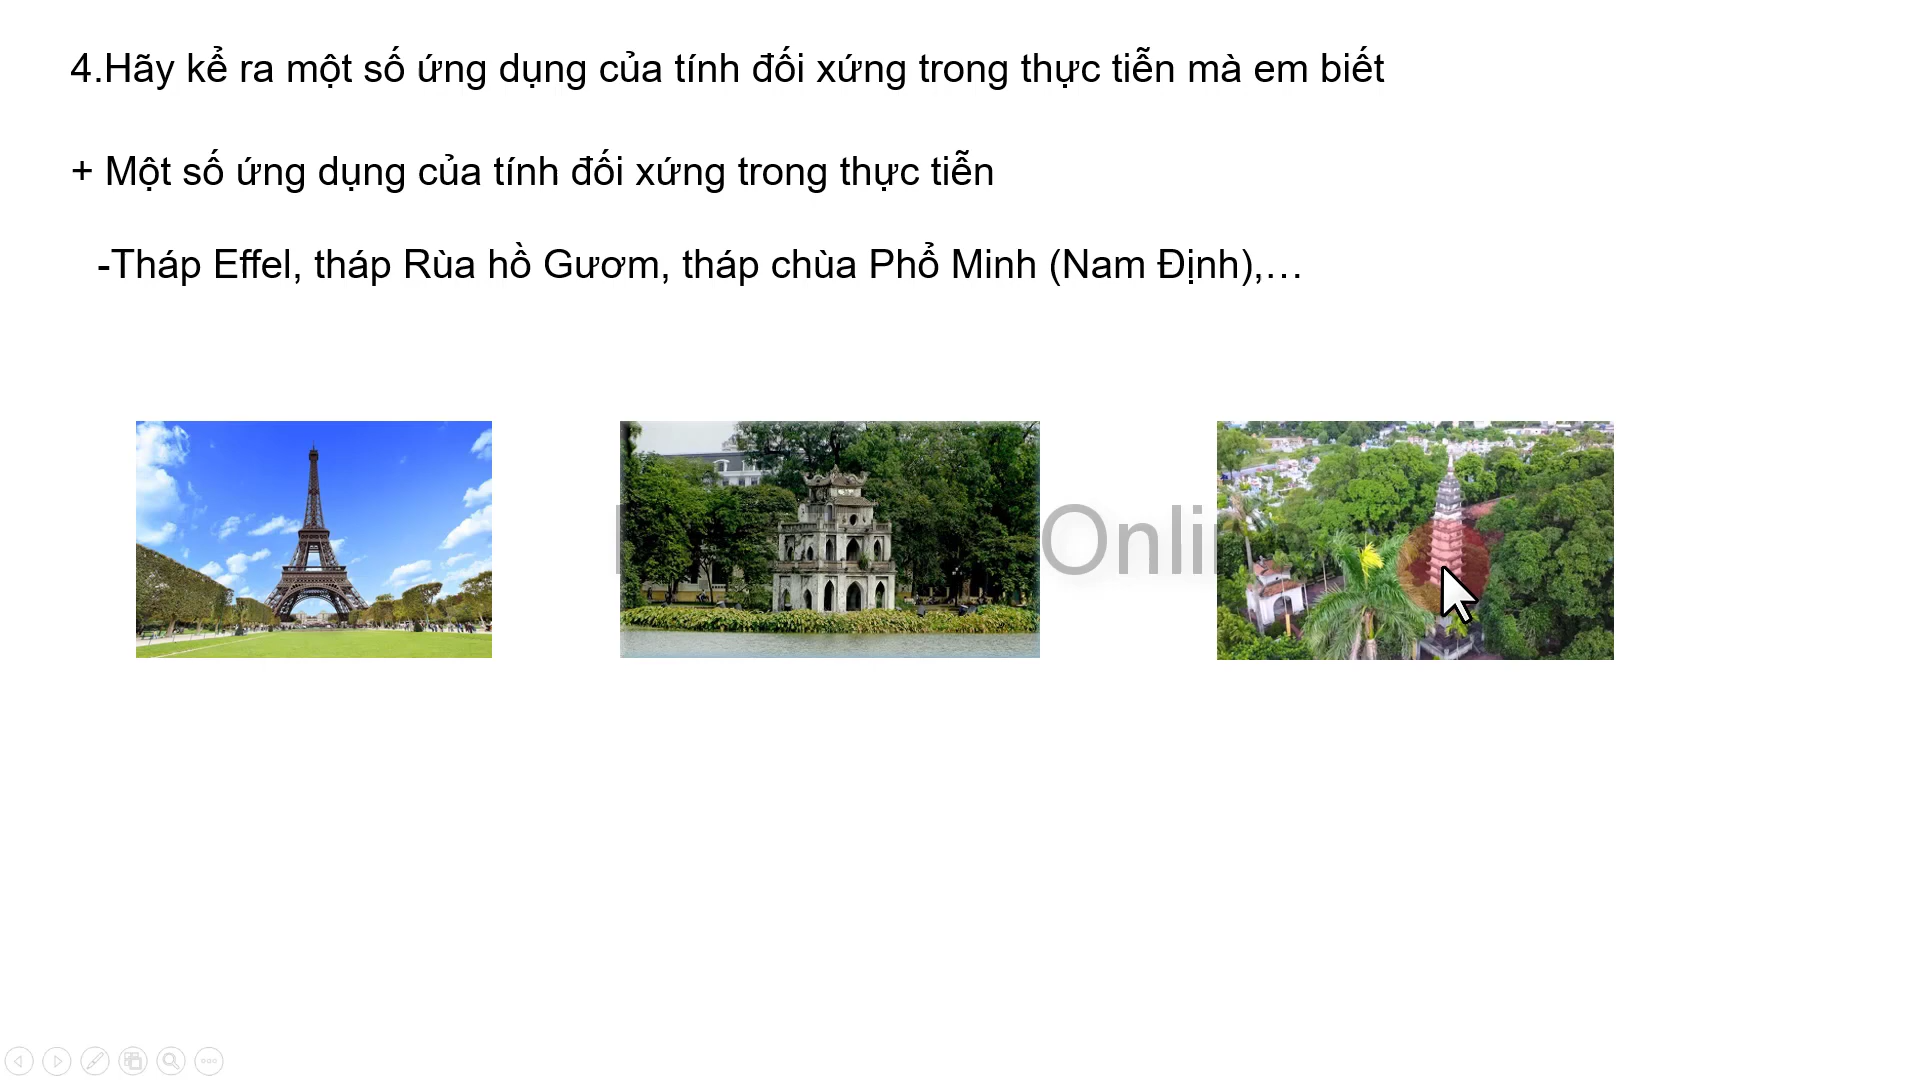 4.Hãy kể ra một số ứng dụng của tính đối xứng trong thực tiễn mà em biết
+ Một số ứng dụng của tính đối xứng trong thực tiễn
-Tháp Effel, tháp Rùa hồ Gươm, tháp chùa Phổ Minh (Nam Định),…
Online